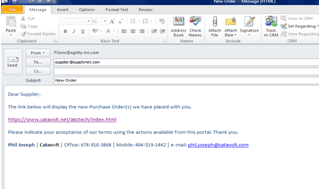 New Order - Message (HTML)
File
Message
Insert
Options
Format Text
Review
Paste
Cut
Copy
Format Painter
Clipboard
Basic Text
Address Book
Check Names
Names
Attach File
Attach Item
Signature
Track in CRM
View in CRM
Set Regarding
CRM
From
To...
supplier@suppliernet.com
Cc...
Subject:
New Order
Send
Dear Supplier,
The link below will display the new Purchase Order(s) we have placed with you.
https://www.catavolt.net/abctech/index.html
Please indicate your acceptance of our terms using the actions available from this portal. Thank you.
Phil Joseph | Catavolt | Office: 678-916-3868 | Mobile: 404-519-1442 | e-mail: phil.joseph@catavolt.com